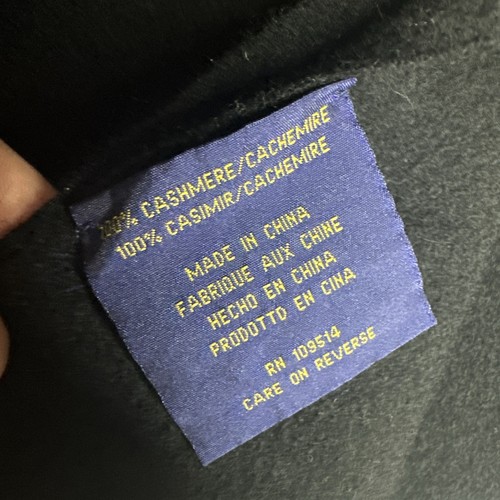 100% CASHMERE/CACHEMIRE
100% CASIMIR/CACHEMIRE
MADE IN CHINA
FABRIQUE AUX CHINE
HECHO EN CHINA
PRODOTTO EN CINA
RN 109514
CARE ON REVERSE